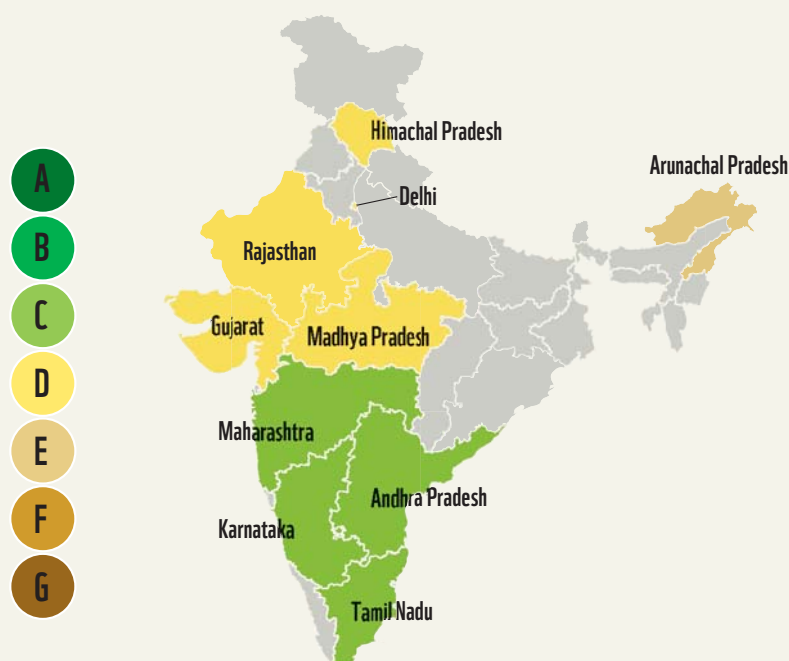 A
B
C
D
E
F
G
Himachal Pradesh
Arunachal Pradesh
Delhi
Rajasthan
Gujarat
Madhya Pradesh
Maharashtra
Andhra Pradesh
Karnataka
Tamil Nadu